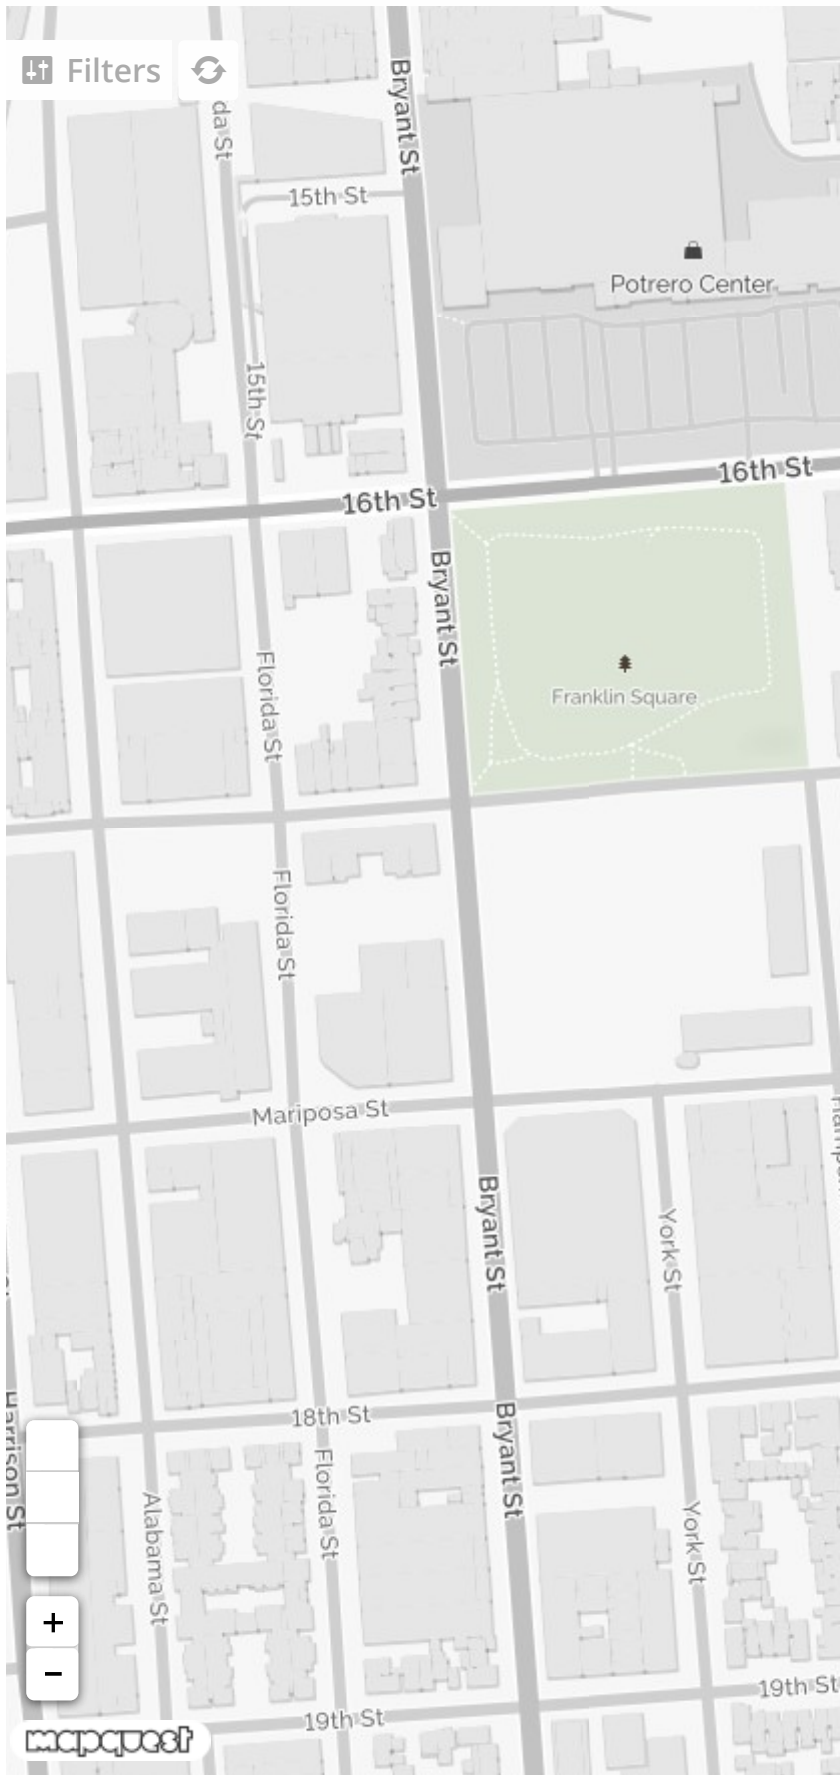 Filters
Bryant St
da St
15th St
Potrero Center
15th St
16th St
16th St
Bryant St
Florida St
Franklin Square
Florida St
Mariposa St
Bryant St
York St
18th St
Harrison St
Bryant St
Florida St
Alabama St
York St
+
-
19th St
19th St
mapquest